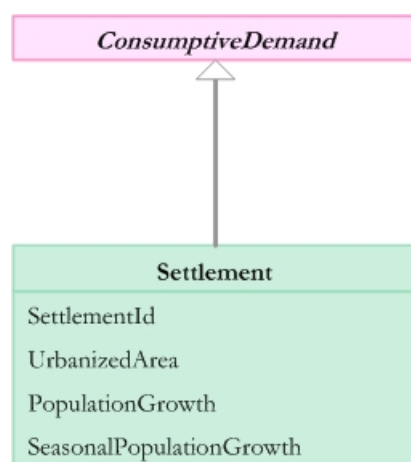 ConsumptiveDemand
Settlement
SettlementId
UrbanizedArea
PopulationGrowth
SeasonalPopulationGrowth